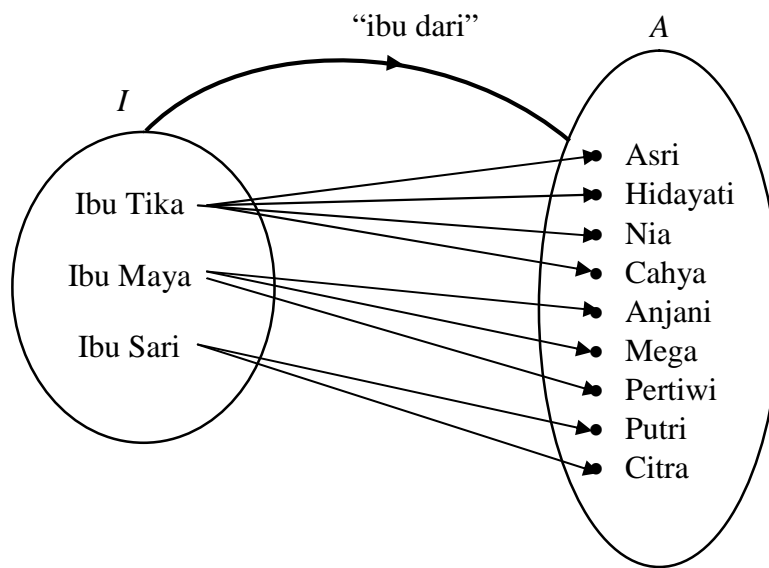 “ibu dari”
I
A
Ibu Tika
Ibu Maya
Ibu Sari
Asri
Hidayati
Nia
Cahya
Anjani
Mega
Pertiwi
Putri
Citra